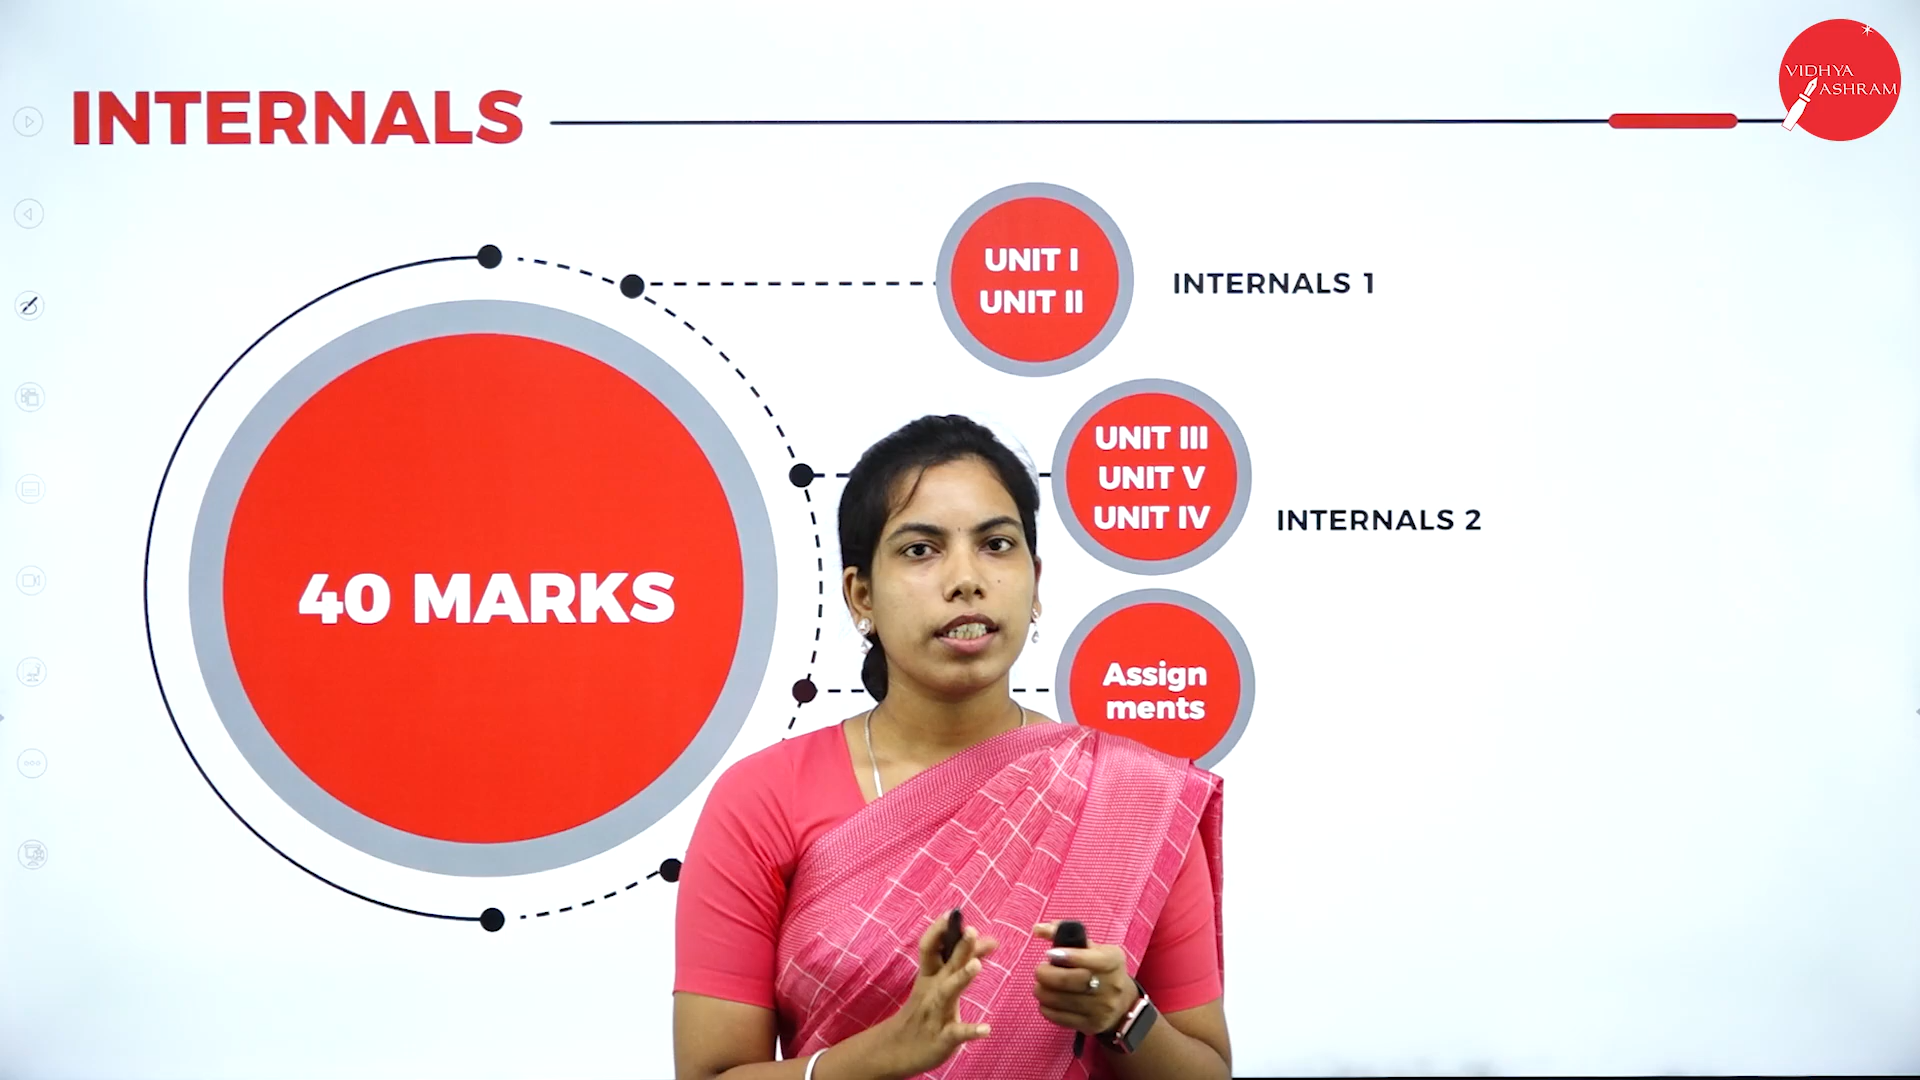 INTERNALS
VIDHYA
ASHRAM
UNIT I
UNIT II
INTERNALS 1
UNIT III
UNIT V
UNIT IV
INTERNALS 2
40 MARKS
Assign
ments